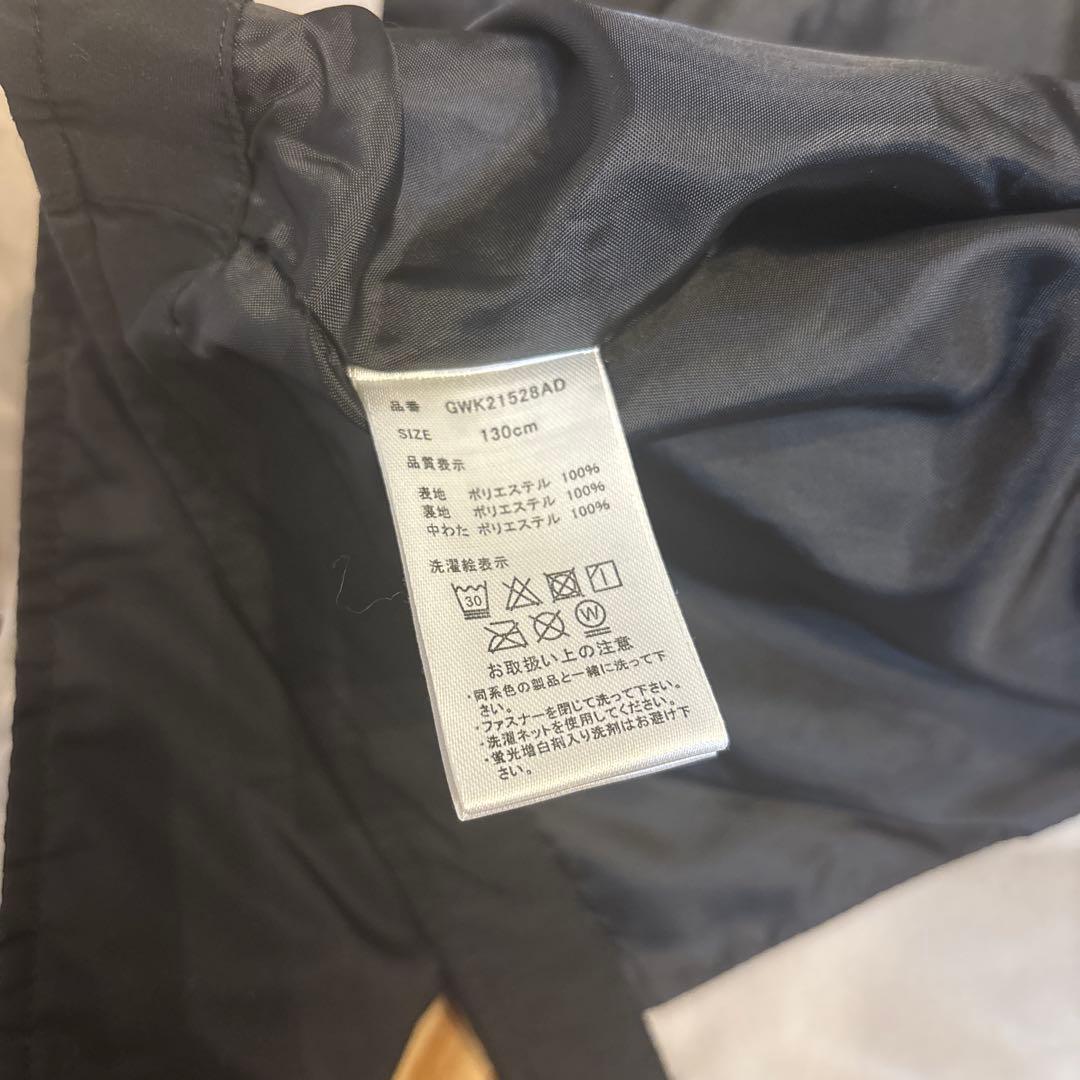 品番 GWK21528AD
SIZE 130cm
品質表示
表地 ポリエステル 100%
裏地 ポリエステル 100%
中わた ポリエステル 100%
洗濯絵表示
30
W
お取扱い上の注意
・同系色の製品と一緒に洗って下
さい。
・ファスナーを閉じて洗って下さい。
・洗濯ネットを使用してください。
・蛍光増白剤入り洗剤はお避け下
さい。